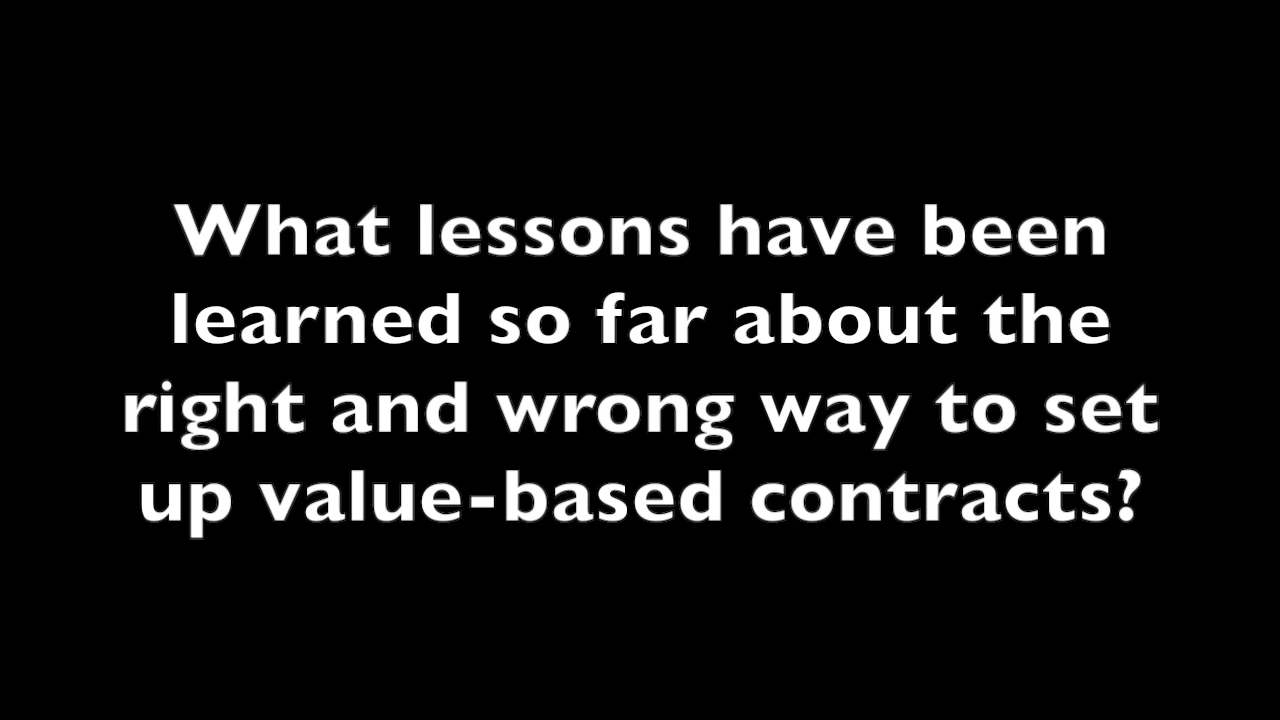 What lessons have been
learned so far about the
right and wrong way to set
up value-based contracts?